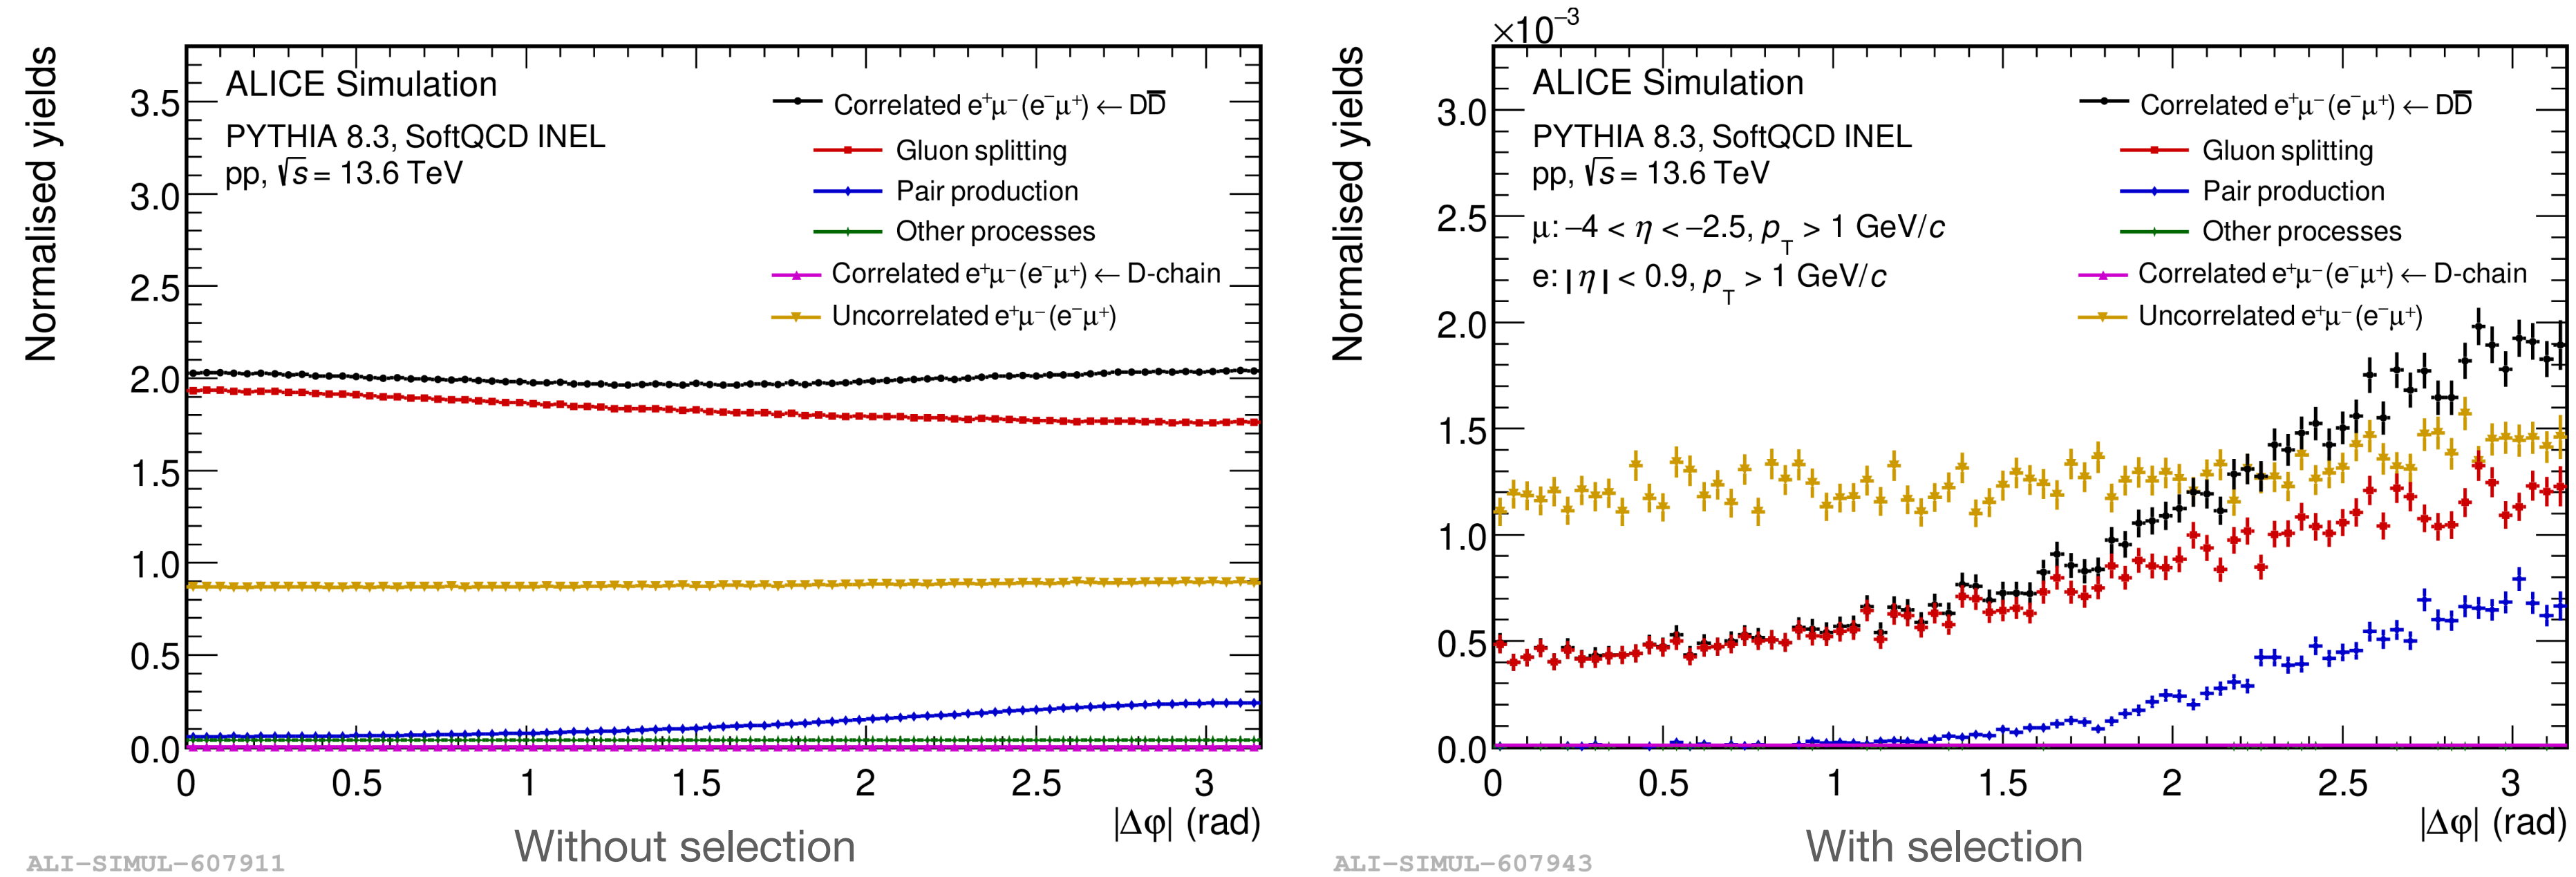 ALICE Simulation
PYTHIA 8.3, SoftQCD INEL
pp, √s = 13.6 TeV
Correlated e⁺μ⁻(e⁻μ⁺) ← DD̅
Gluon splitting
Pair production
Other processes
Correlated e⁺μ⁻(e⁻μ⁺) ← D-chain
Uncorrelated e⁺μ⁻(e⁻μ⁺)
Normalised yields
3.5
3.0
2.5
2.0
1.5
1.0
0.5
0.0
0 0.5 1 1.5 2 2.5 3
|Δφ| (rad)
Without selection
ALI−SIMUL−607911
×10⁻³
ALICE Simulation
PYTHIA 8.3, SoftQCD INEL
pp, √s = 13.6 TeV
μ: −4 < η < −2.5, p_T > 1 GeV/c
e: |η| < 0.9, p_T > 1 GeV/c
Correlated e⁺μ⁻(e⁻μ⁺) ← DD̅
Gluon splitting
Pair production
Other processes
Correlated e⁺μ⁻(e⁻μ⁺) ← D-chain
Uncorrelated e⁺μ⁻(e⁻μ⁺)
Normalised yields
3.0
2.5
2.0
1.5
1.0
0.5
0.0
0 0.5 1 1.5 2 2.5 3
|Δφ| (rad)
With selection
ALI−SIMUL−607943